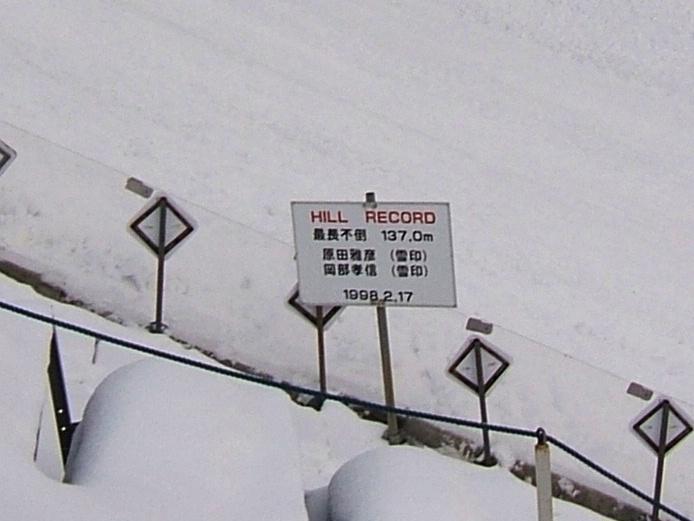 HILL RECORD
最長不倒 137.0m
原田雅彦 (雪印)
岡部孝信 (雪印)
1998.2.17